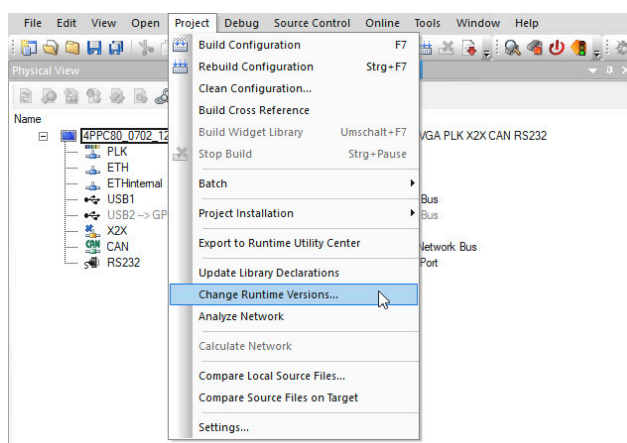 File Edit View Open Project Debug Source Control Online Tools Window Help
Physical View
Name
4PPC80_0702_12
VGA PLK X2X CAN RS232
PLK
ETH
ETHinternal
USB1
Bus
USB2 --> GP
Bus
X2X
CAN
Network Bus
RS232
Port
Build Configuration F7
Rebuild Configuration Strg+F7
Clean Configuration...
Build Cross Reference
Build Widget Library Umschalt+F7
Stop Build Strg+Pause
Batch
Project Installation
Export to Runtime Utility Center
Update Library Declarations
Change Runtime Versions...
Analyze Network
Calculate Network
Compare Local Source Files...
Compare Source Files on Target
Settings...